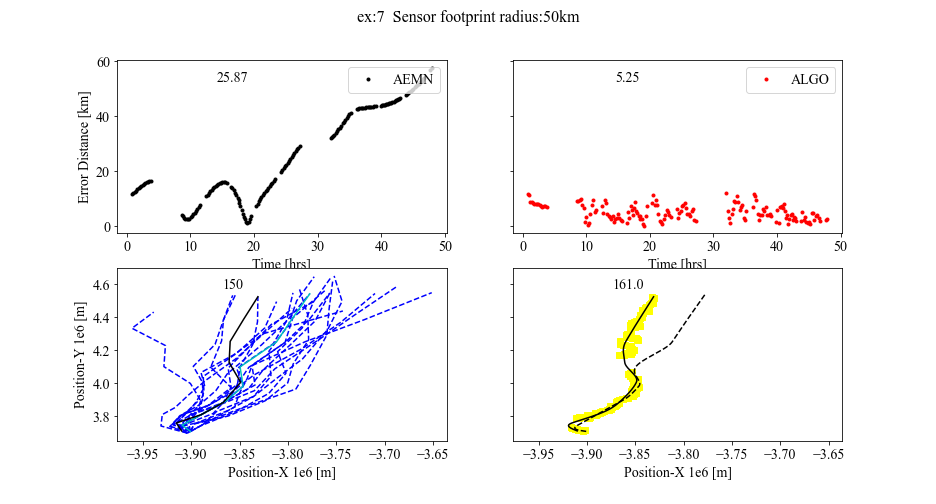 ex:7  Sensor footprint radius:50km
25.87
AEMN
Error Distance [km]
60
40
20
0
0 10 20 30 40 50
Time [hrs]
5.25
ALGO
0 10 20 30 40 50
Time [hrs]
150
Position-Y 1e6 [m]
4.6
4.4
4.2
4.0
3.8
−3.95 −3.90 −3.85 −3.80 −3.75 −3.70 −3.65
Position-X 1e6 [m]
161.0
−3.95 −3.90 −3.85 −3.80 −3.75 −3.70 −3.65
Position-X 1e6 [m]